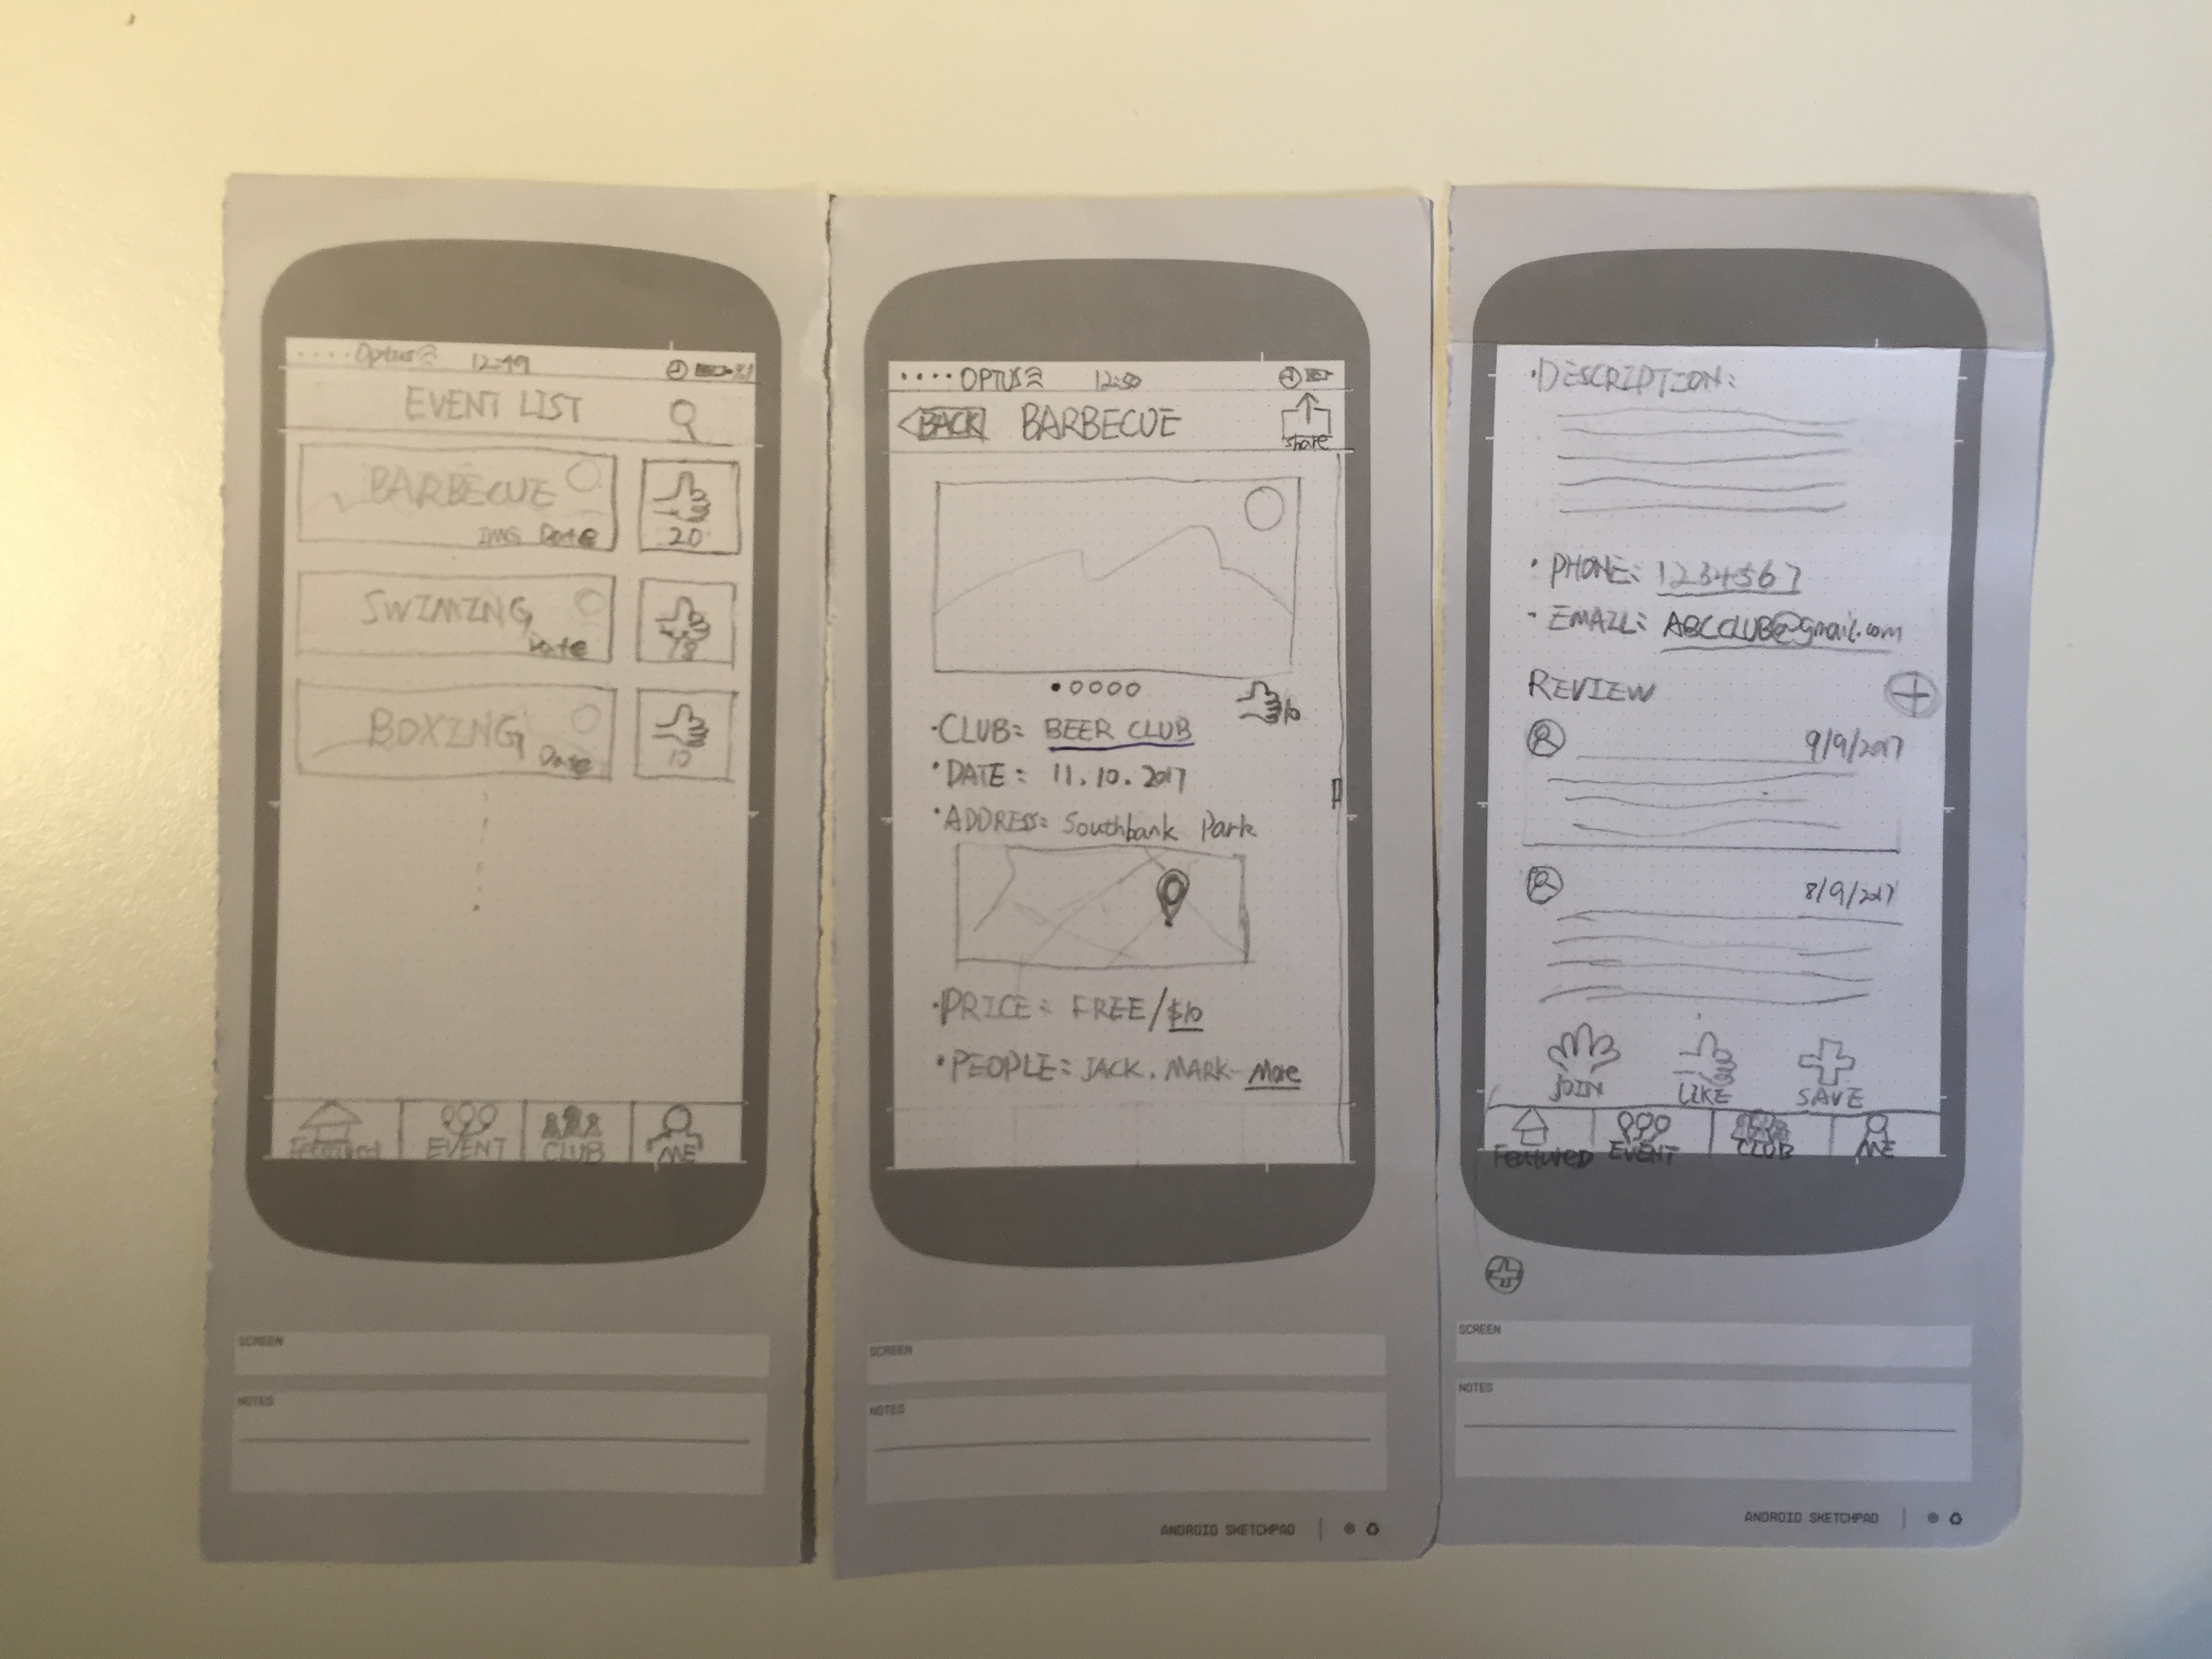 ....Optus 12:49
EVENT LIST
BARBECUE
IMG Date
20
SWIMING
Date
18
BOXING
Date
10
Featured EVENT CLUB ME
SCREEN
NOTES
....OPTUS 12:50
BACK BARBECUE
share
10
·CLUB: BEER CLUB
·DATE: 11.10.2017
·ADDRESS: Southbank Park
·PRICE: FREE/$10
·PEOPLE: JACK, MARK- More
SCREEN
NOTES
ANDROID SKETCHPAD
·DESCRIPTION:
·PHONE: 1234567
·EMAIL: ABCCLUB@gmail.com
REVIEW
9/9/2017
8/9/2017
JOIN LIKE SAVE
Featured EVENT CLUB ME
SCREEN
NOTES
ANDROID SKETCHPAD